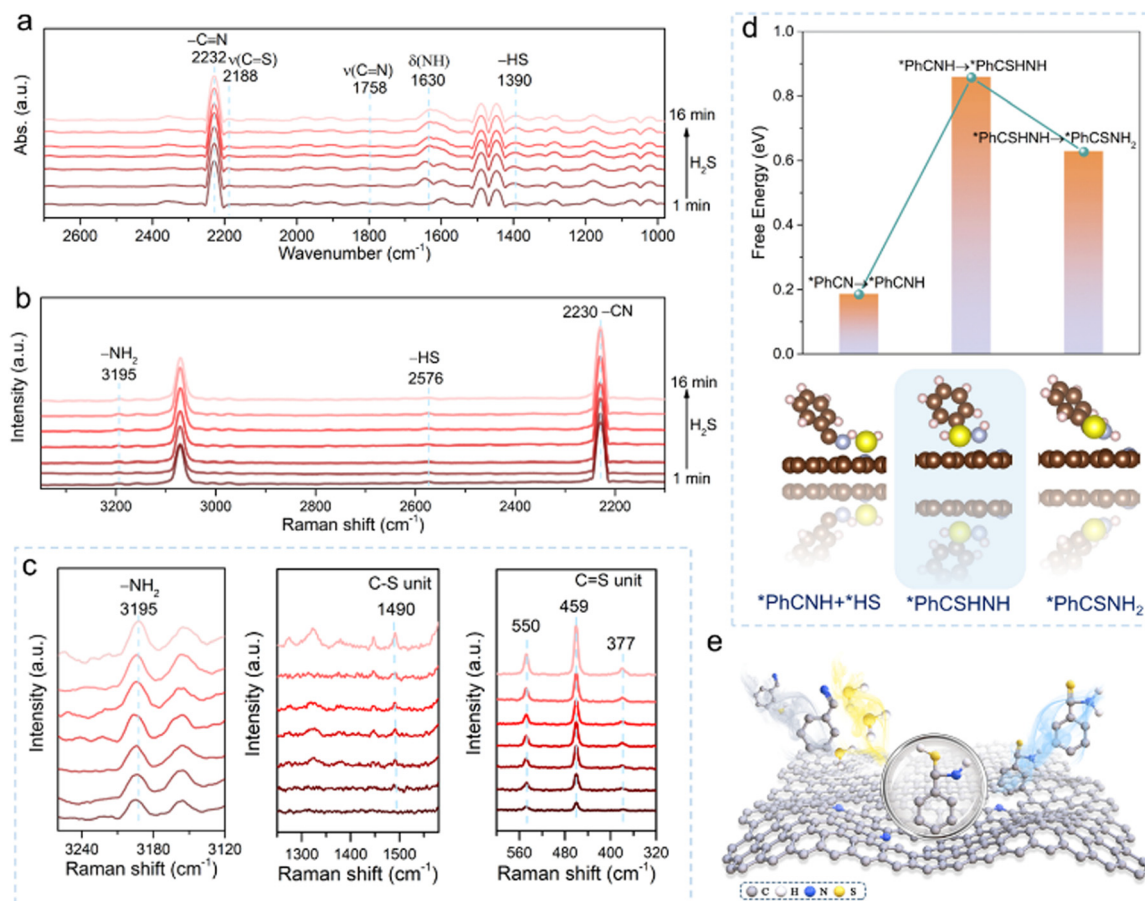 a
–C≡N
2232
ν(C=S)
2188
ν(C=N)
1758
δ(NH)
1630
–HS
1390
Abs. (a.u.)
16 min
H₂S
1 min
2600 2400 2200 2000 1800 1600 1400 1200 1000
Wavenumber (cm⁻¹)
b
–NH₂
3195
–HS
2576
2230 –CN
Intensity (a.u.)
16 min
H₂S
1 min
3200 3000 2800 2600 2400 2200
Raman shift (cm⁻¹)
c
–NH₂
3195
Intensity (a.u.)
3240 3180 3120
Raman shift (cm⁻¹)
C-S unit
1490
Intensity (a.u.)
1300 1400 1500
Raman shift (cm⁻¹)
C=S unit
550
459
377
Intensity (a.u.)
560 480 400 320
Raman shift (cm⁻¹)
d
Free Energy (eV)
1.0
0.8
0.6
0.4
0.2
0.0
*PhCNH→*PhCSHNH
*PhCSHNH→*PhCSNH₂
*PhCN→*PhCNH
*PhCNH+*HS
*PhCSHNH
*PhCSNH₂
e
C H N S